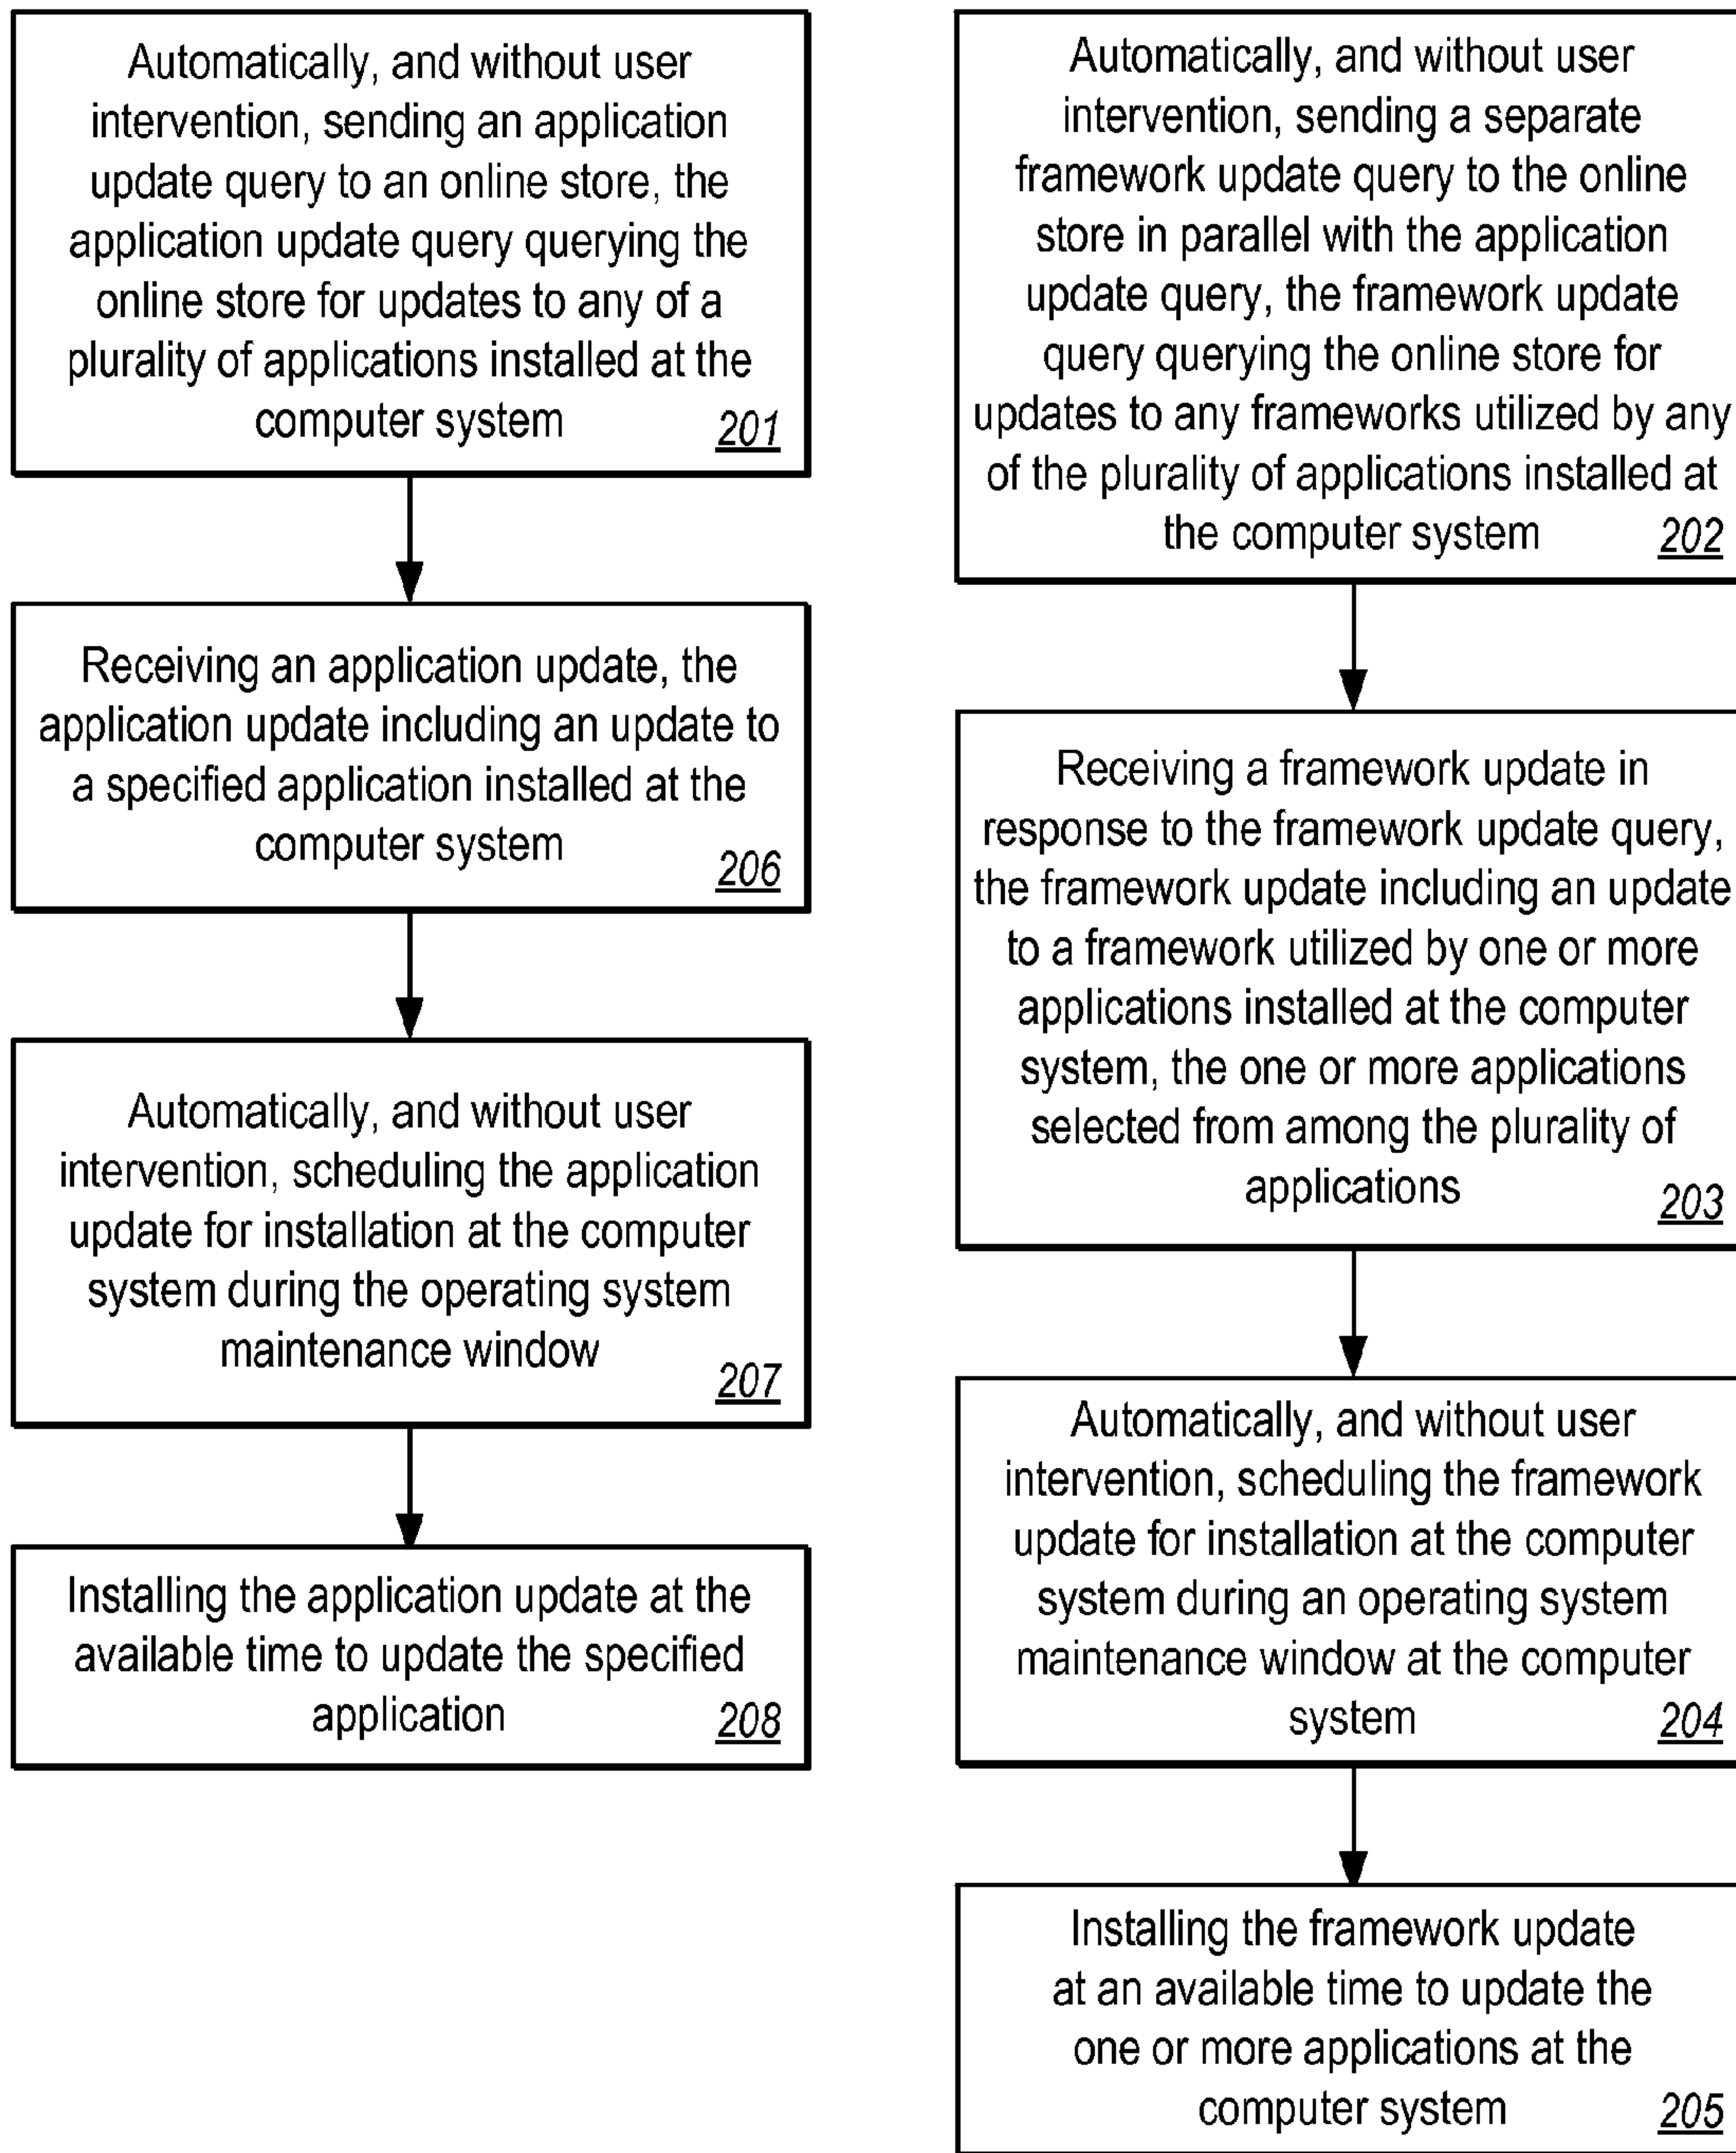 Automatically, and without user
intervention, sending an application
update query to an online store, the
application update query querying the
online store for updates to any of a
plurality of applications installed at the
computer system 201
Receiving an application update, the
application update including an update to
a specified application installed at the
computer system 206
Automatically, and without user
intervention, scheduling the application
update for installation at the computer
system during the operating system
maintenance window 207
Installing the application update at the
available time to update the specified
application 208
Automatically, and without user
intervention, sending a separate
framework update query to the online
store in parallel with the application
update query, the framework update
query querying the online store for
updates to any frameworks utilized by any
of the plurality of applications installed at
the computer system 202
Receiving a framework update in
response to the framework update query,
the framework update including an update
to a framework utilized by one or more
applications installed at the computer
system, the one or more applications
selected from among the plurality of
applications 203
Automatically, and without user
intervention, scheduling the framework
update for installation at the computer
system during an operating system
maintenance window at the computer
system 204
Installing the framework update
at an available time to update the
one or more applications at the
computer system 205